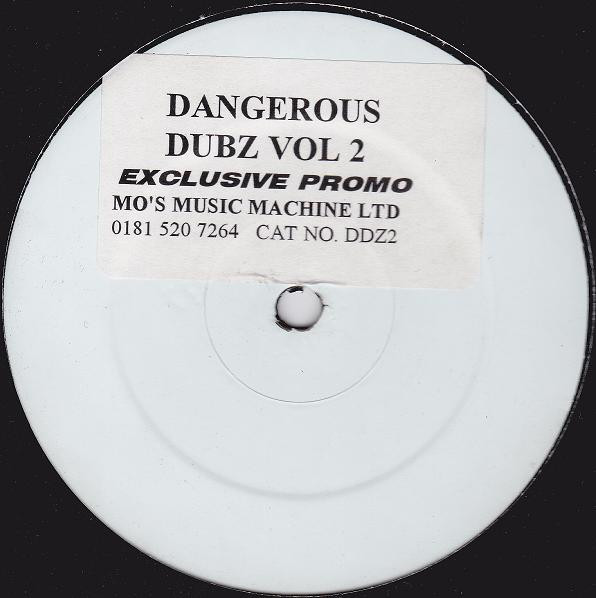 DANGEROUS
DUBZ VOL 2
EXCLUSIVE PROMO
MO'S MUSIC MACHINE LTD
0181 520 7264 CAT NO. DDZ2